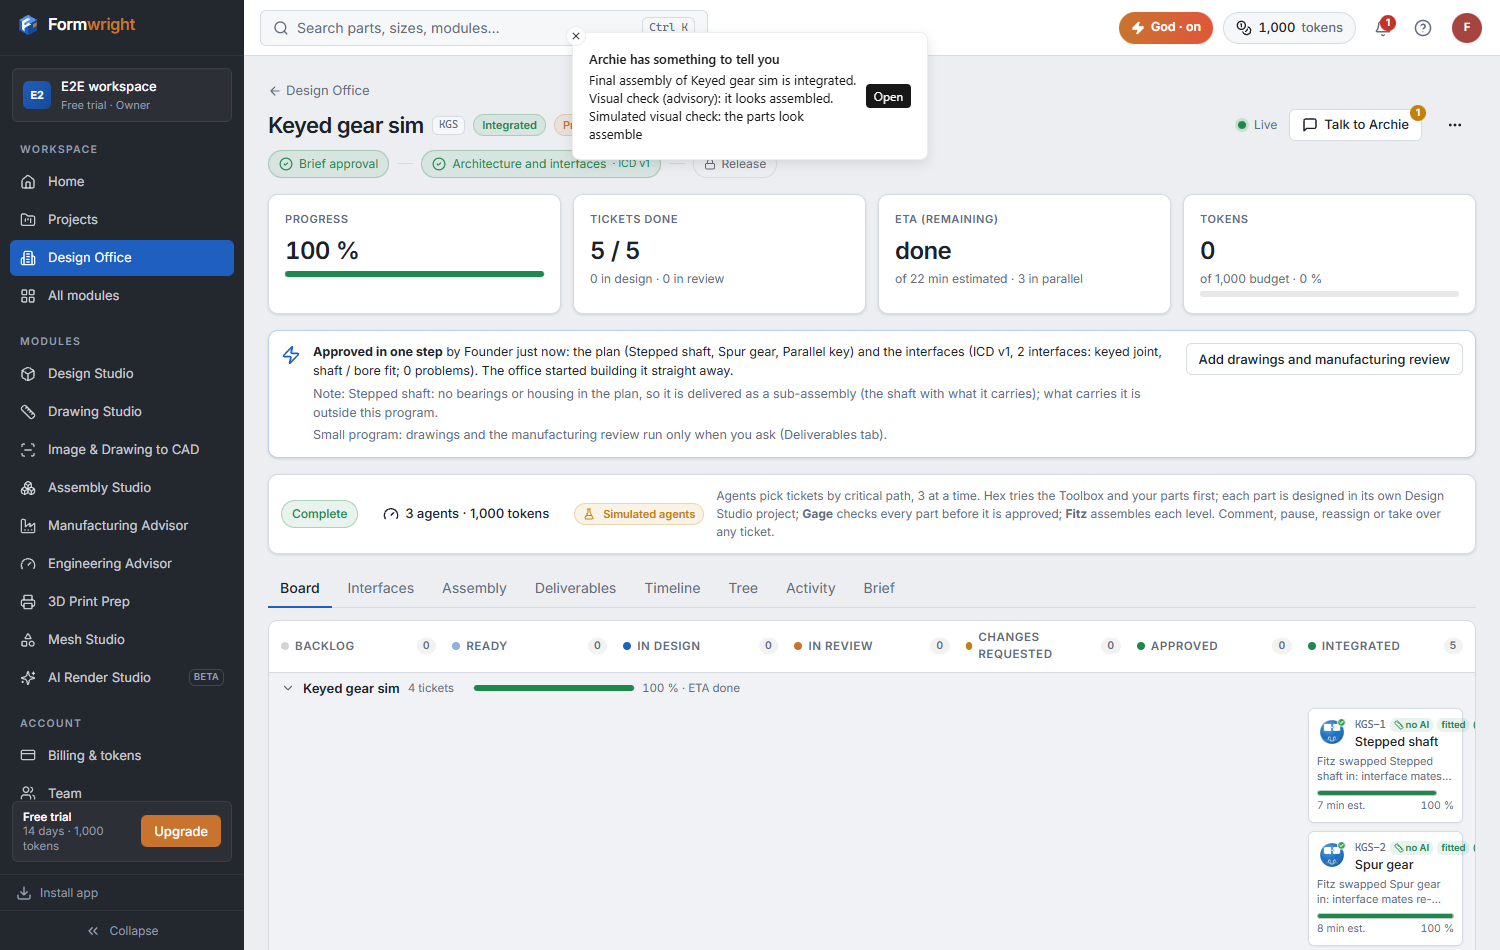 Formwright
Search parts, sizes, modules...
Ctrl K
God · on
1,000 tokens
1
F
E2
E2E workspace
Free trial · Owner
WORKSPACE
Home
Projects
Design Office
All modules
MODULES
Design Studio
Drawing Studio
Image & Drawing to CAD
Assembly Studio
Manufacturing Advisor
Engineering Advisor
3D Print Prep
Mesh Studio
AI Render Studio
BETA
ACCOUNT
Billing & tokens
Team
Free trial
14 days · 1,000
tokens
Upgrade
Install app
Collapse
Archie has something to tell you
Final assembly of Keyed gear sim is integrated.
Visual check (advisory): it looks assembled.
Simulated visual check: the parts look
assemble
Open
Design Office
Keyed gear sim
KGS
Integrated
Live
Talk to Archie
1
Brief approval
Architecture and interfaces · ICD v1
Release
PROGRESS
100 %
TICKETS DONE
5 / 5
0 in design · 0 in review
ETA (REMAINING)
done
of 22 min estimated · 3 in parallel
TOKENS
0
of 1,000 budget · 0 %
Approved in one step by Founder just now: the plan (Stepped shaft, Spur gear, Parallel key) and the interfaces (ICD v1, 2 interfaces: keyed joint,
shaft / bore fit; 0 problems). The office started building it straight away.
Note: Stepped shaft: no bearings or housing in the plan, so it is delivered as a sub-assembly (the shaft with what it carries); what carries it is
outside this program.
Small program: drawings and the manufacturing review run only when you ask (Deliverables tab).
Add drawings and manufacturing review
Complete
3 agents · 1,000 tokens
Simulated agents
Agents pick tickets by critical path, 3 at a time. Hex tries the Toolbox and your parts first; each part is designed in its own Design
Studio project; Gage checks every part before it is approved; Fitz assembles each level. Comment, pause, reassign or take over
any ticket.
Board
Interfaces
Assembly
Deliverables
Timeline
Tree
Activity
Brief
BACKLOG 0
READY 0
IN DESIGN 0
IN REVIEW 0
CHANGES
REQUESTED 0
APPROVED 0
INTEGRATED 5
Keyed gear sim 4 tickets
100 % · ETA done
KGS-1 no AI fitted
Stepped shaft
Fitz swapped Stepped
shaft in: interface mates...
7 min est. 100 %
KGS-2 no AI fitted
Spur gear
Fitz swapped Spur gear
in: interface mates re-...
8 min est. 100 %